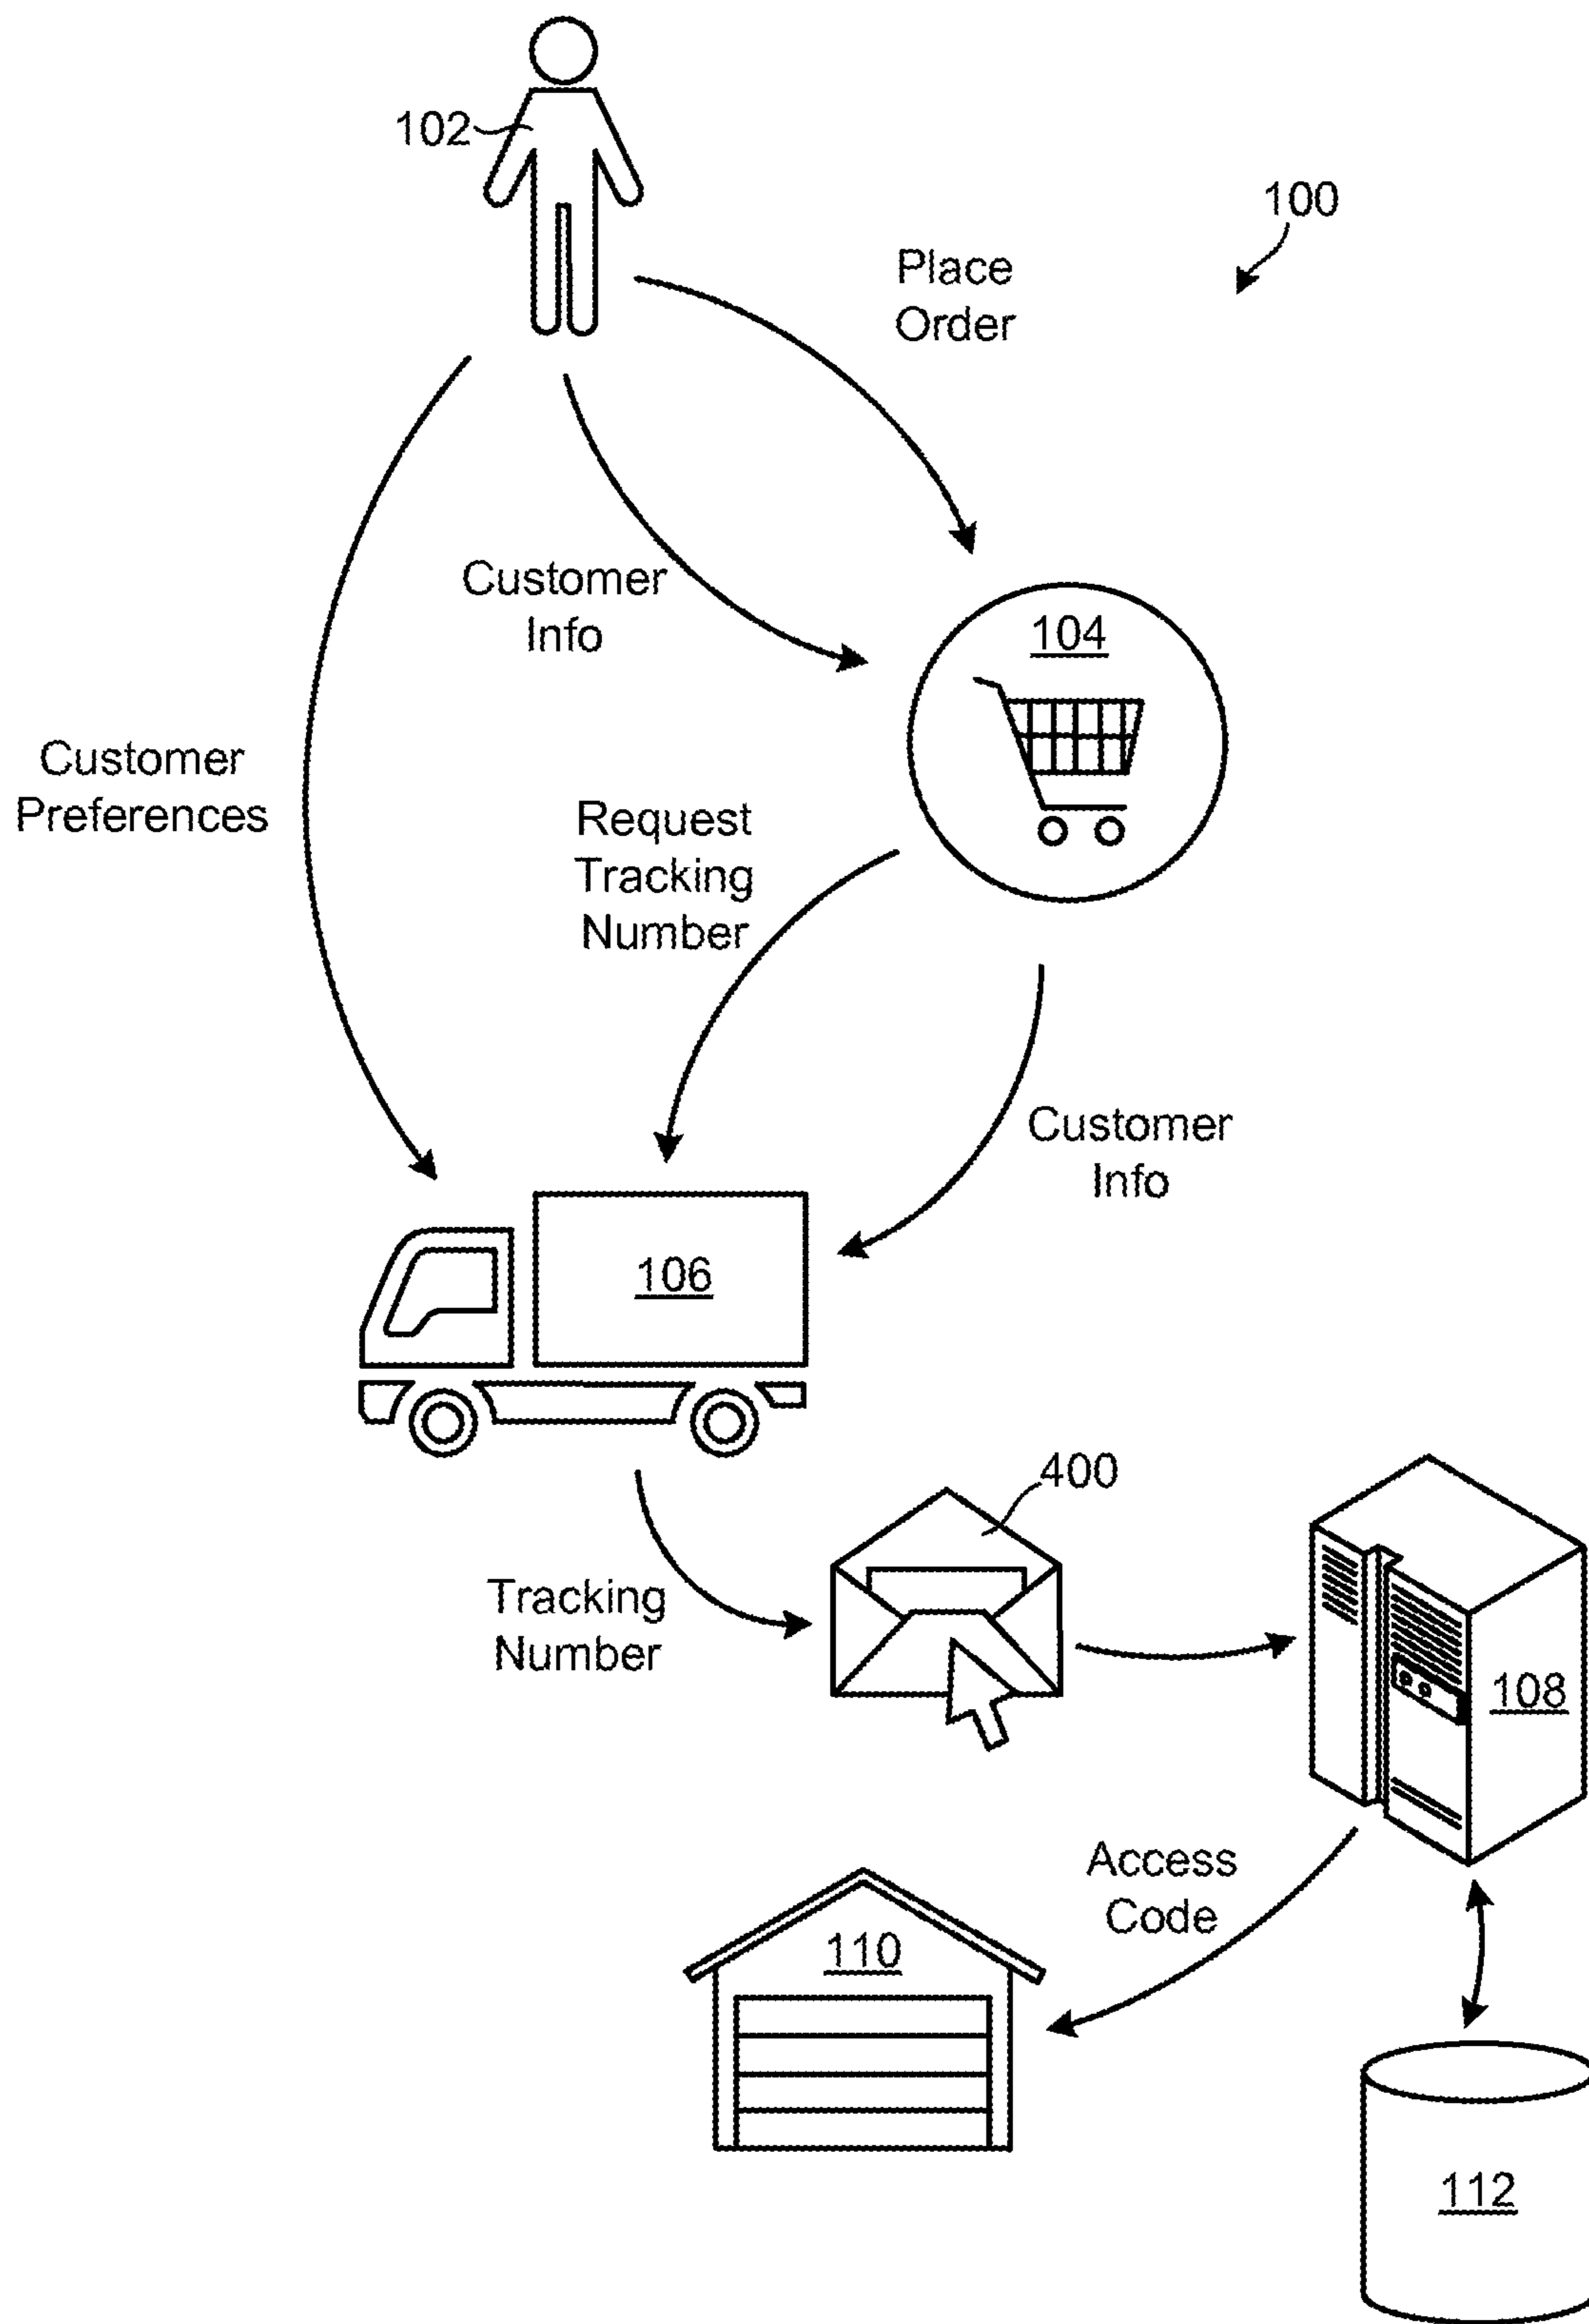 102
100
Place
Order
Customer
Info
104
Customer
Preferences
Request
Tracking
Number
Customer
Info
106
400
Tracking
Number
108
Access
Code
110
112